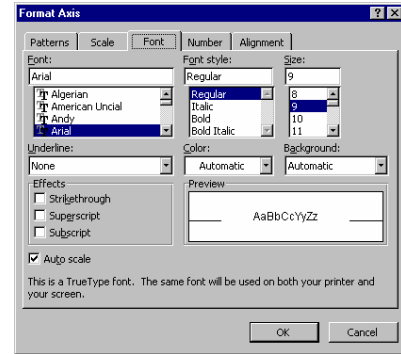 Format Axis
Patterns Scale Font Number Alignment
Font: Font style: Size:
Arial Regular 9
Algerian Regular 8
American Uncial Italic 9
Andy Bold 10
Arial Bold Italic 11
Underline: Color: Background:
None Automatic Automatic
Effects Preview
Strikethrough
Superscript AaBbCcYyZz
Subscript
Auto scale
This is a TrueType font. The same font will be used on both your printer and
your screen.
OK Cancel